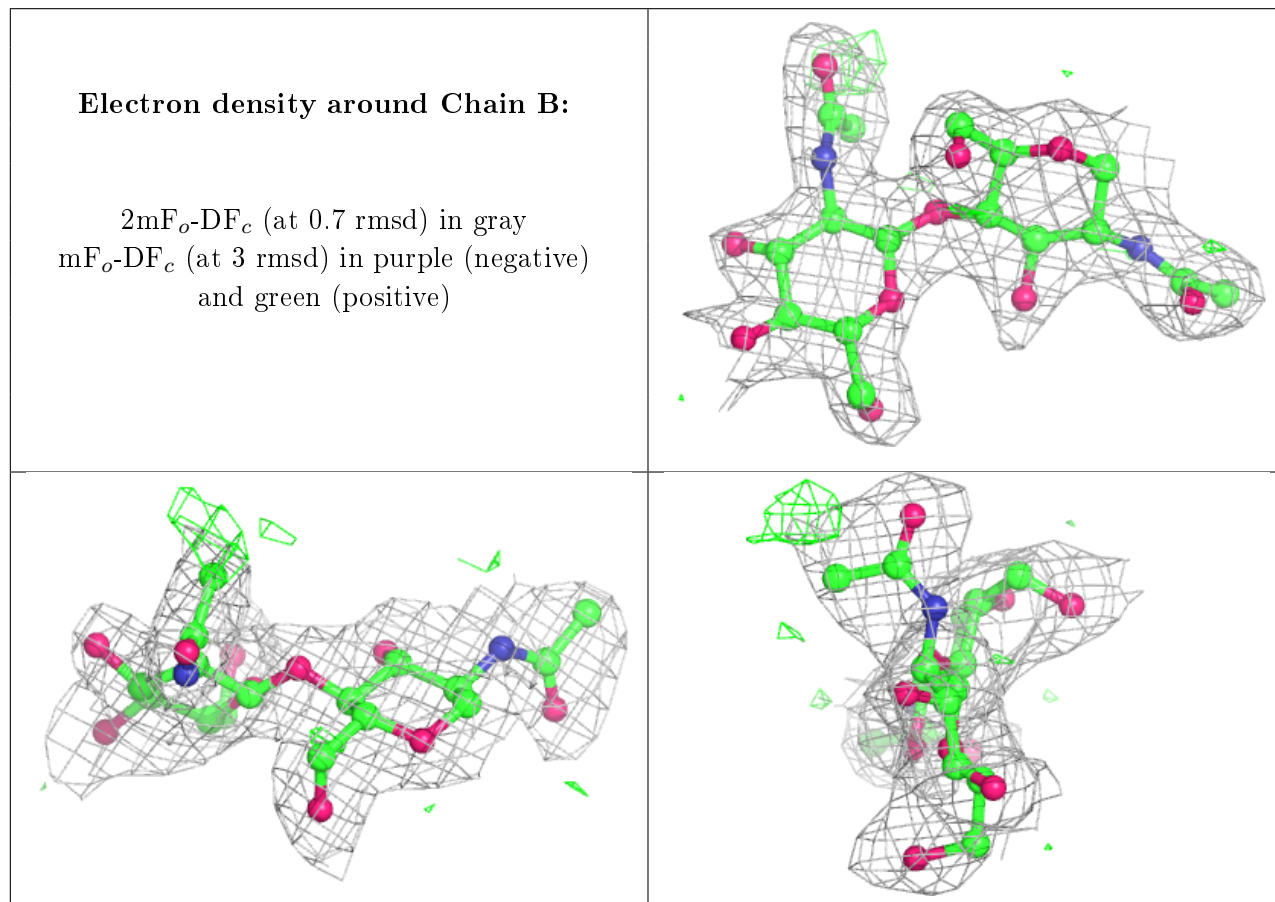 Electron density around Chain B:
2mFo-DFc (at 0.7 rmsd) in gray
mFo-DFc (at 3 rmsd) in purple (negative)
and green (positive)